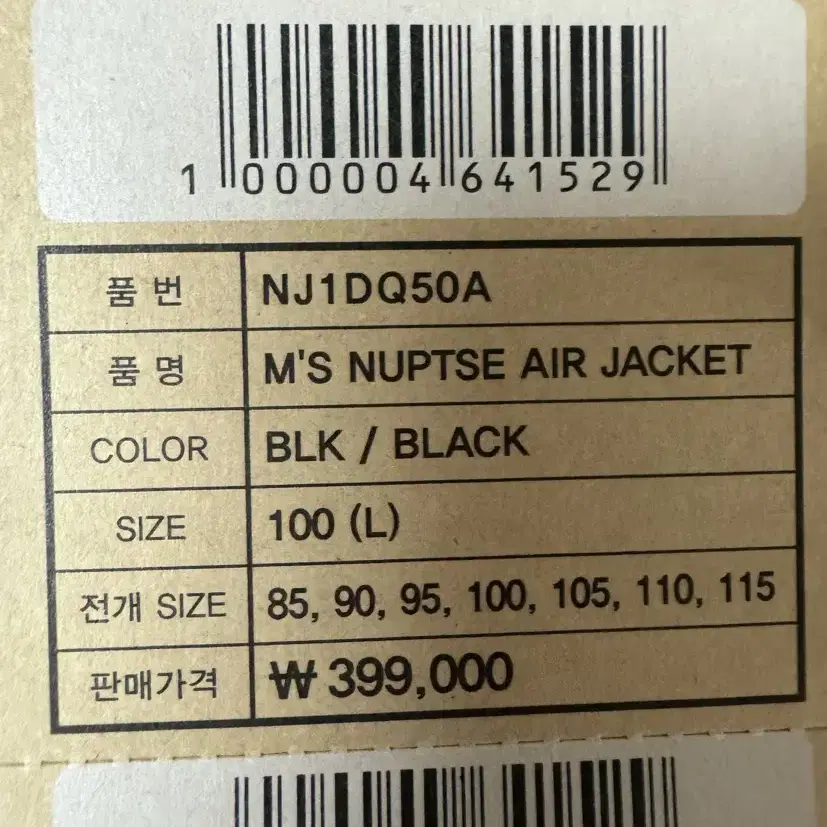 1 000004 641529
품 번 NJ1DQ50A
품 명 M'S NUPTSE AIR JACKET
COLOR BLK / BLACK
SIZE 100 (L)
전개 SIZE 85, 90, 95, 100, 105, 110, 115
판매가격 ₩ 399,000